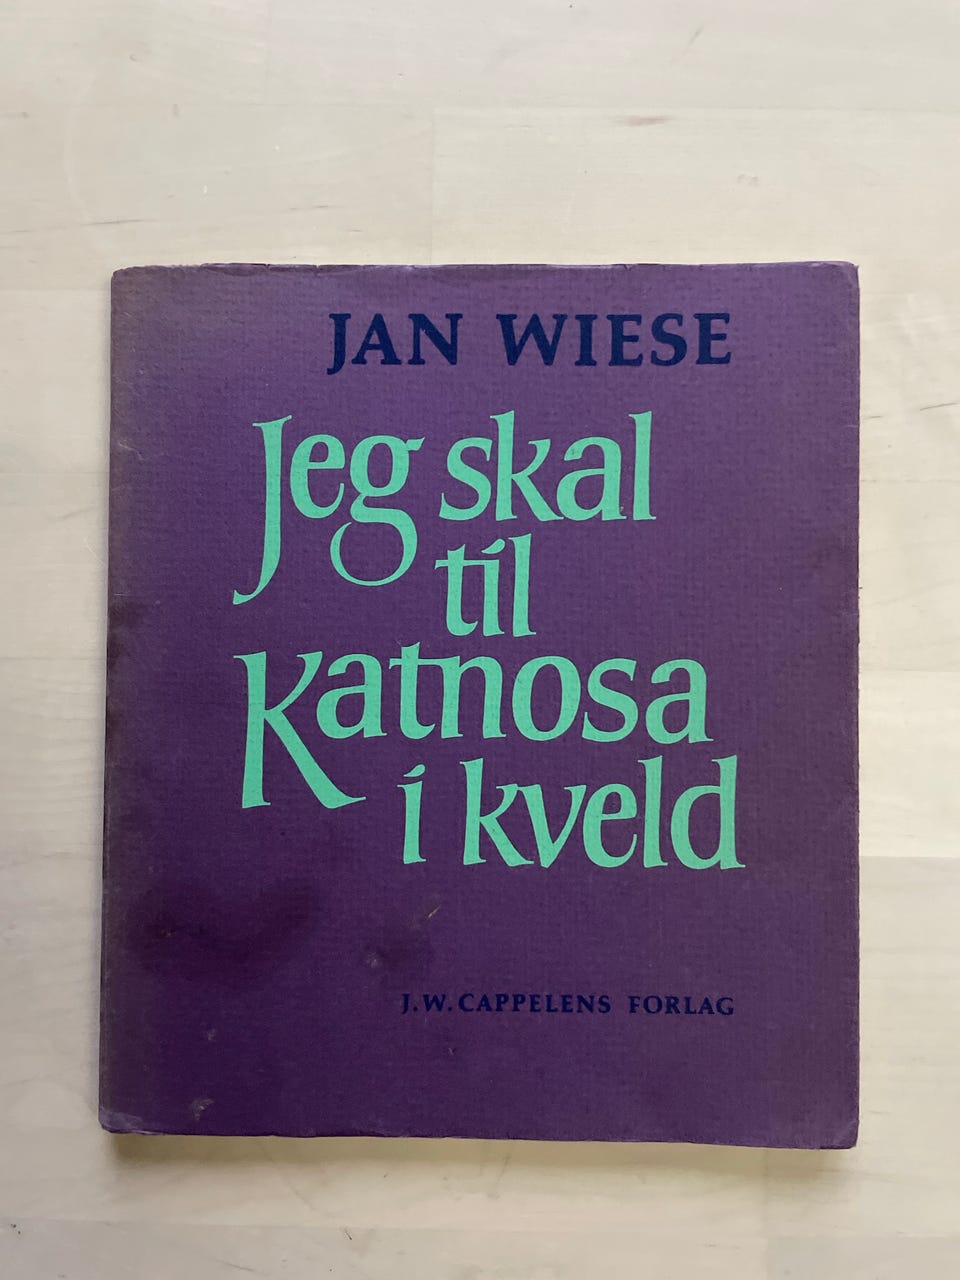 JAN WIESE
Jeg skal
til
Katnosa
i kveld
J.W. CAPPELENS FORLAG